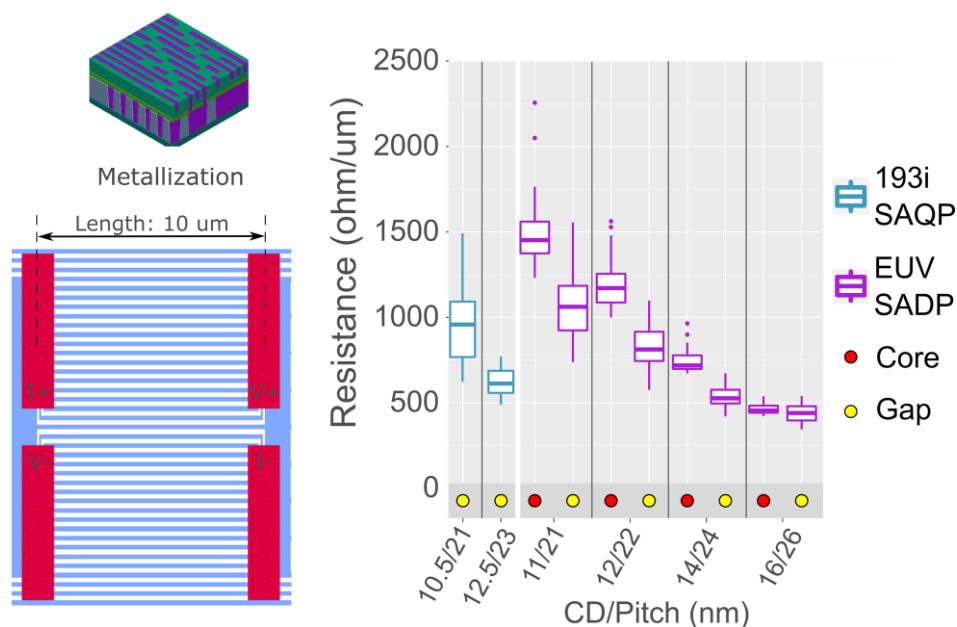 Metallization
Length: 10 um
I+
V+
V-
I-
Resistance (ohm/um)
2500
2000
1500
1000
500
0
10.5/21
12.5/23
11/21
12/22
14/24
16/26
CD/Pitch (nm)
193i
SAQP
EUV
SADP
Core
Gap